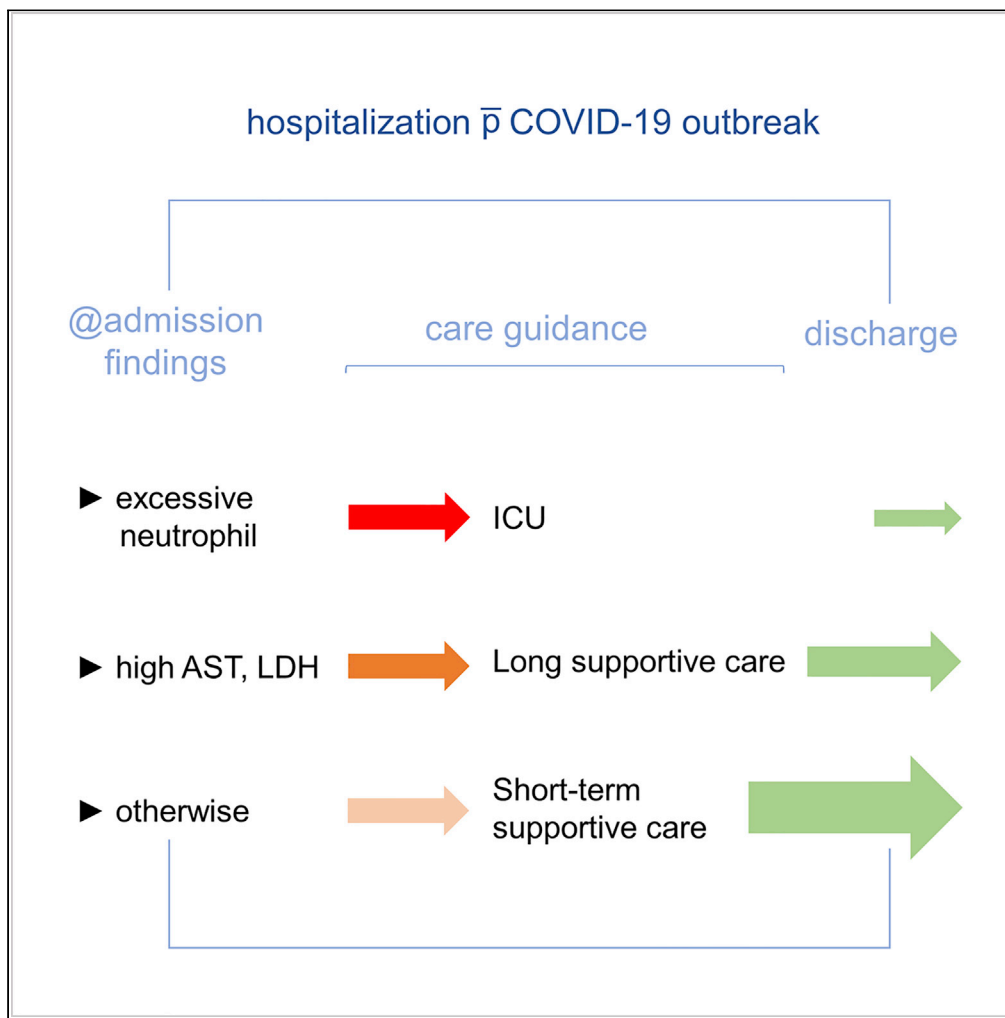 hospitalization p̅ COVID-19 outbreak
@admission
findings
care guidance
discharge
► excessive
neutrophil
ICU
► high AST, LDH
Long supportive care
► otherwise
Short-term
supportive care